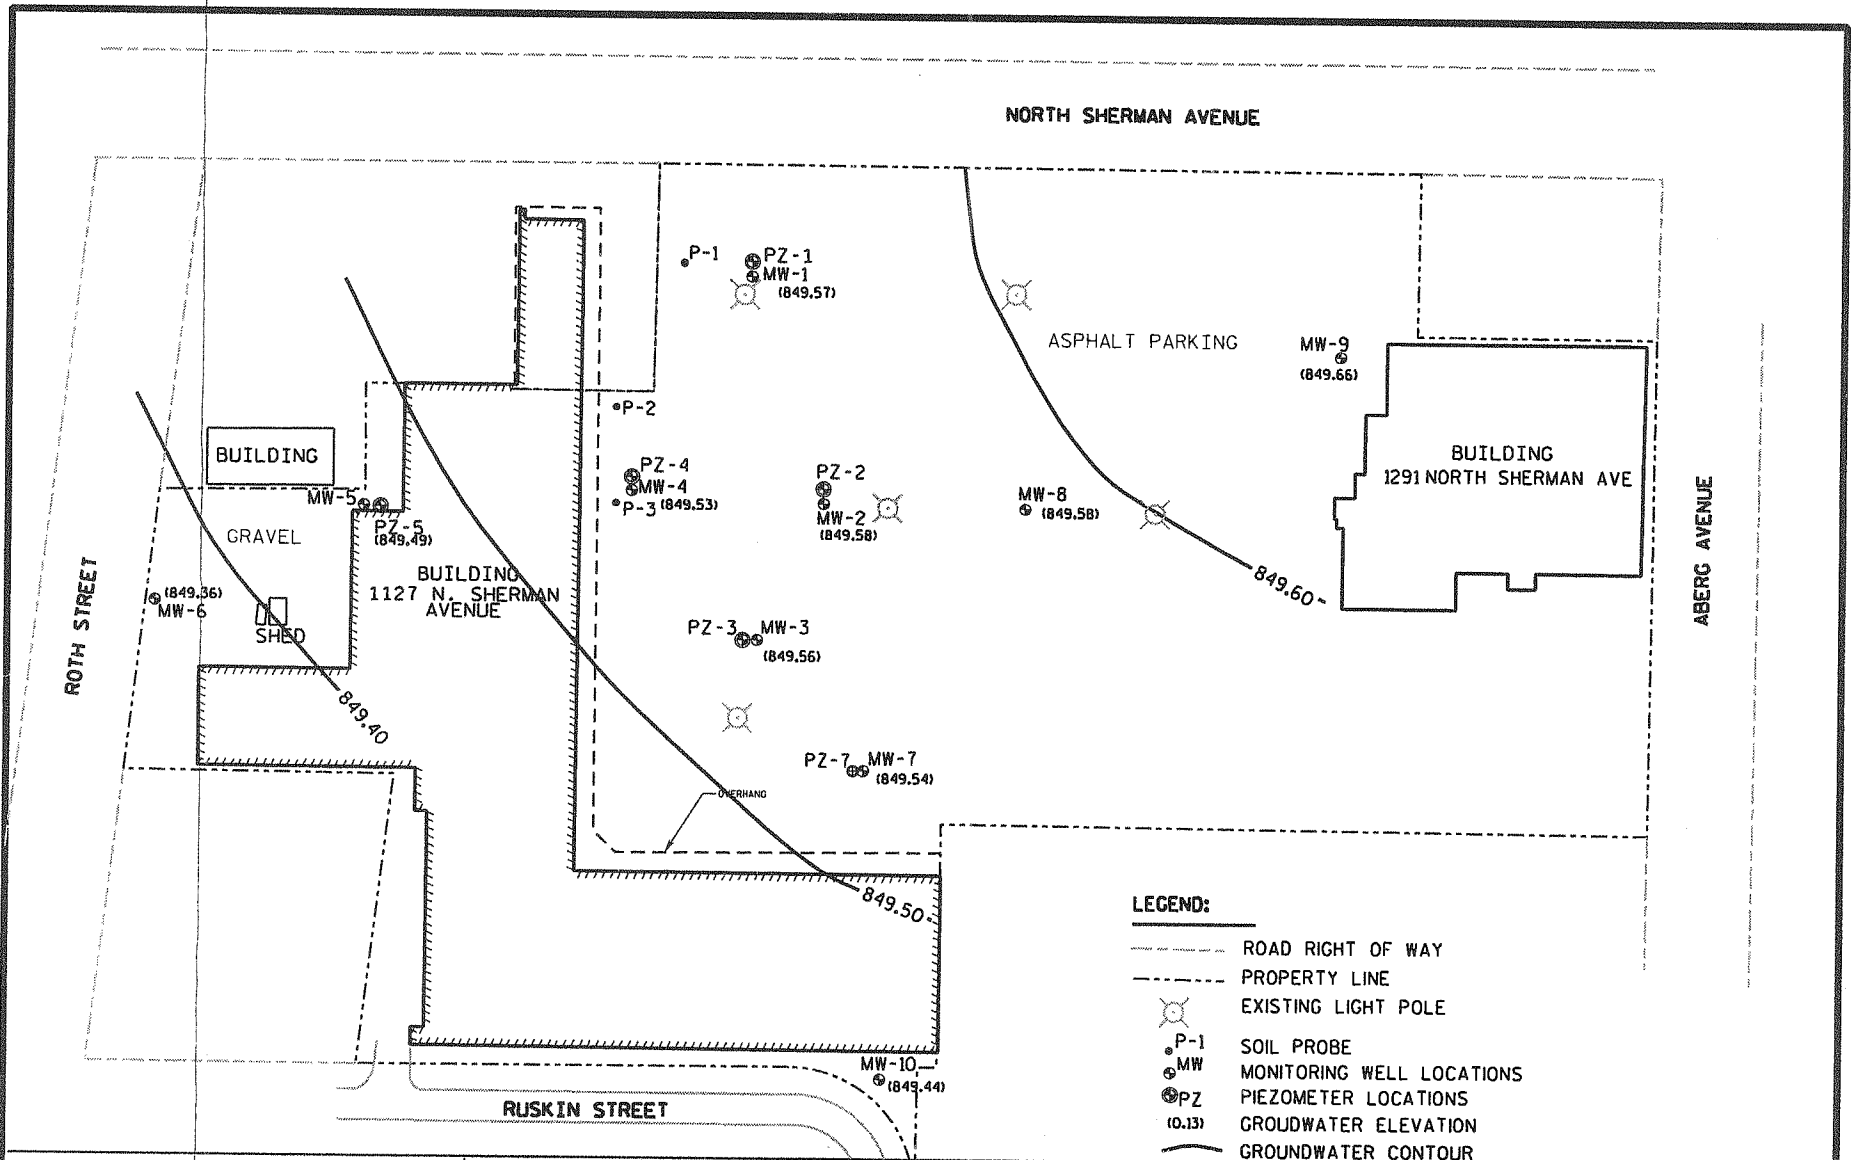 NORTH SHERMAN AVENUE
P-1
PZ-1
MW-1
(849.57)
ASPHALT PARKING
MW-9
(849.66)
P-2
BUILDING
BUILDING
1291 NORTH SHERMAN AVE
PZ-4
MW-4
P-3 (849.53)
PZ-2
MW-2
(849.58)
MW-8
(849.58)
MW-5
PZ-5
(849.49)
GRAVEL
ABERG AVENUE
BUILDING
1127 N. SHERMAN
AVENUE
849.60
ROTH STREET
(849.36)
MW-6
SHED
PZ-3 MW-3
(849.56)
849.40
PZ-7 MW-7
(849.54)
OVERHANG
849.50
LEGEND:
ROAD RIGHT OF WAY
PROPERTY LINE
EXISTING LIGHT POLE
P-1 SOIL PROBE
MW MONITORING WELL LOCATIONS
PZ PIEZOMETER LOCATIONS
(0.13) GROUDWATER ELEVATION
GROUNDWATER CONTOUR
MW-10
(849.44)
RUSKIN STREET